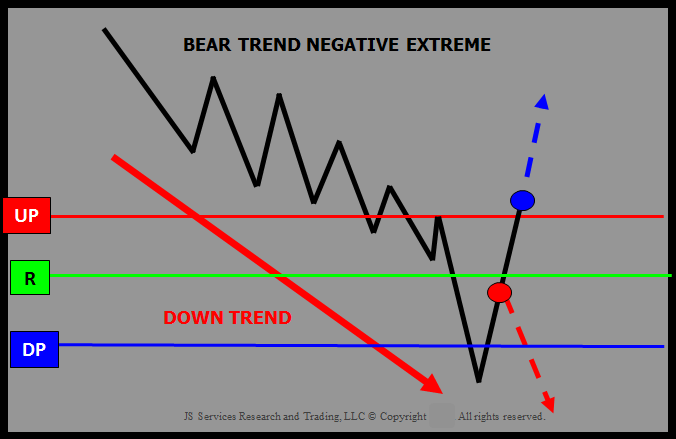 BEAR TREND NEGATIVE EXTREME
UP
R
DOWN TREND
DP
JS Services Research and Trading, LLC © Copyright All rights reserved.